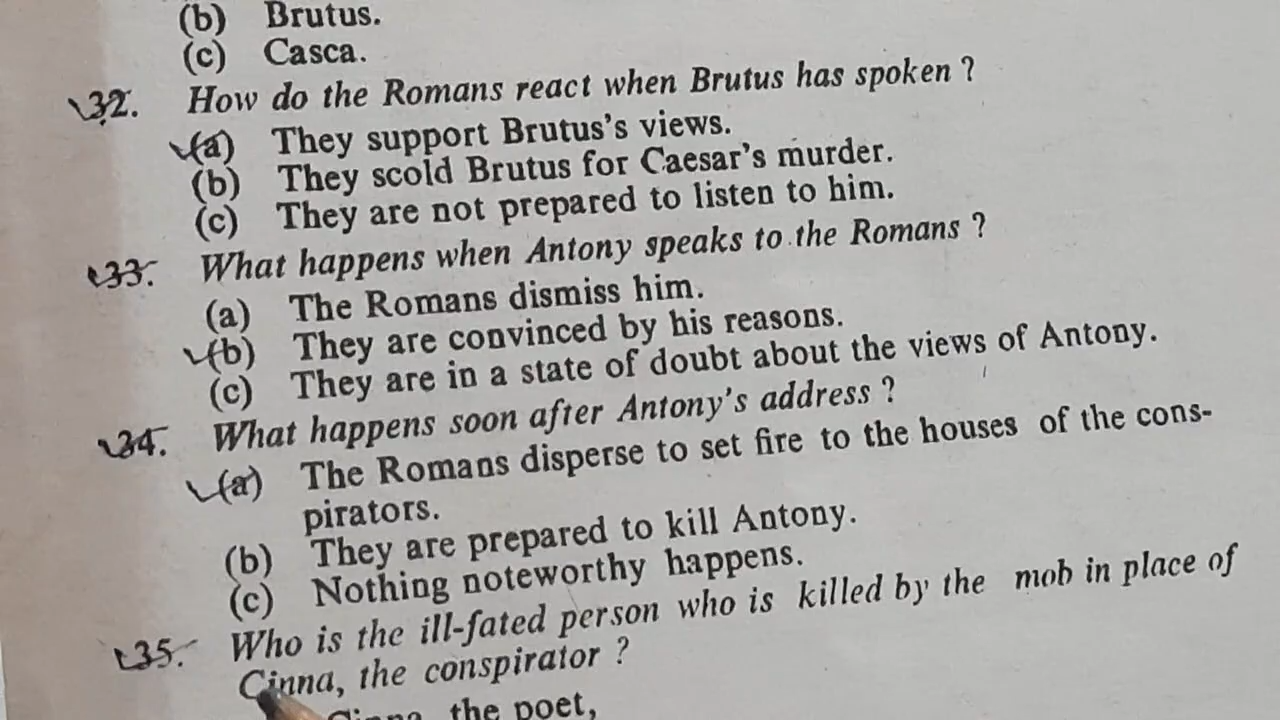 (b) Brutus.
(c) Casca.
32. How do the Romans react when Brutus has spoken ?
(a) They support Brutus's views.
(b) They scold Brutus for Caesar's murder.
(c) They are not prepared to listen to him.
33. What happens when Antony speaks to the Romans ?
(a) The Romans dismiss him.
(b) They are convinced by his reasons.
(c) They are in a state of doubt about the views of Antony.
34. What happens soon after Antony's address ?
(a) The Romans disperse to set fire to the houses of the cons-
pirators.
(b) They are prepared to kill Antony.
(c) Nothing noteworthy happens.
35. Who is the ill-fated person who is killed by the mob in place of
Cinna, the conspirator ?
Cinna, the poet,